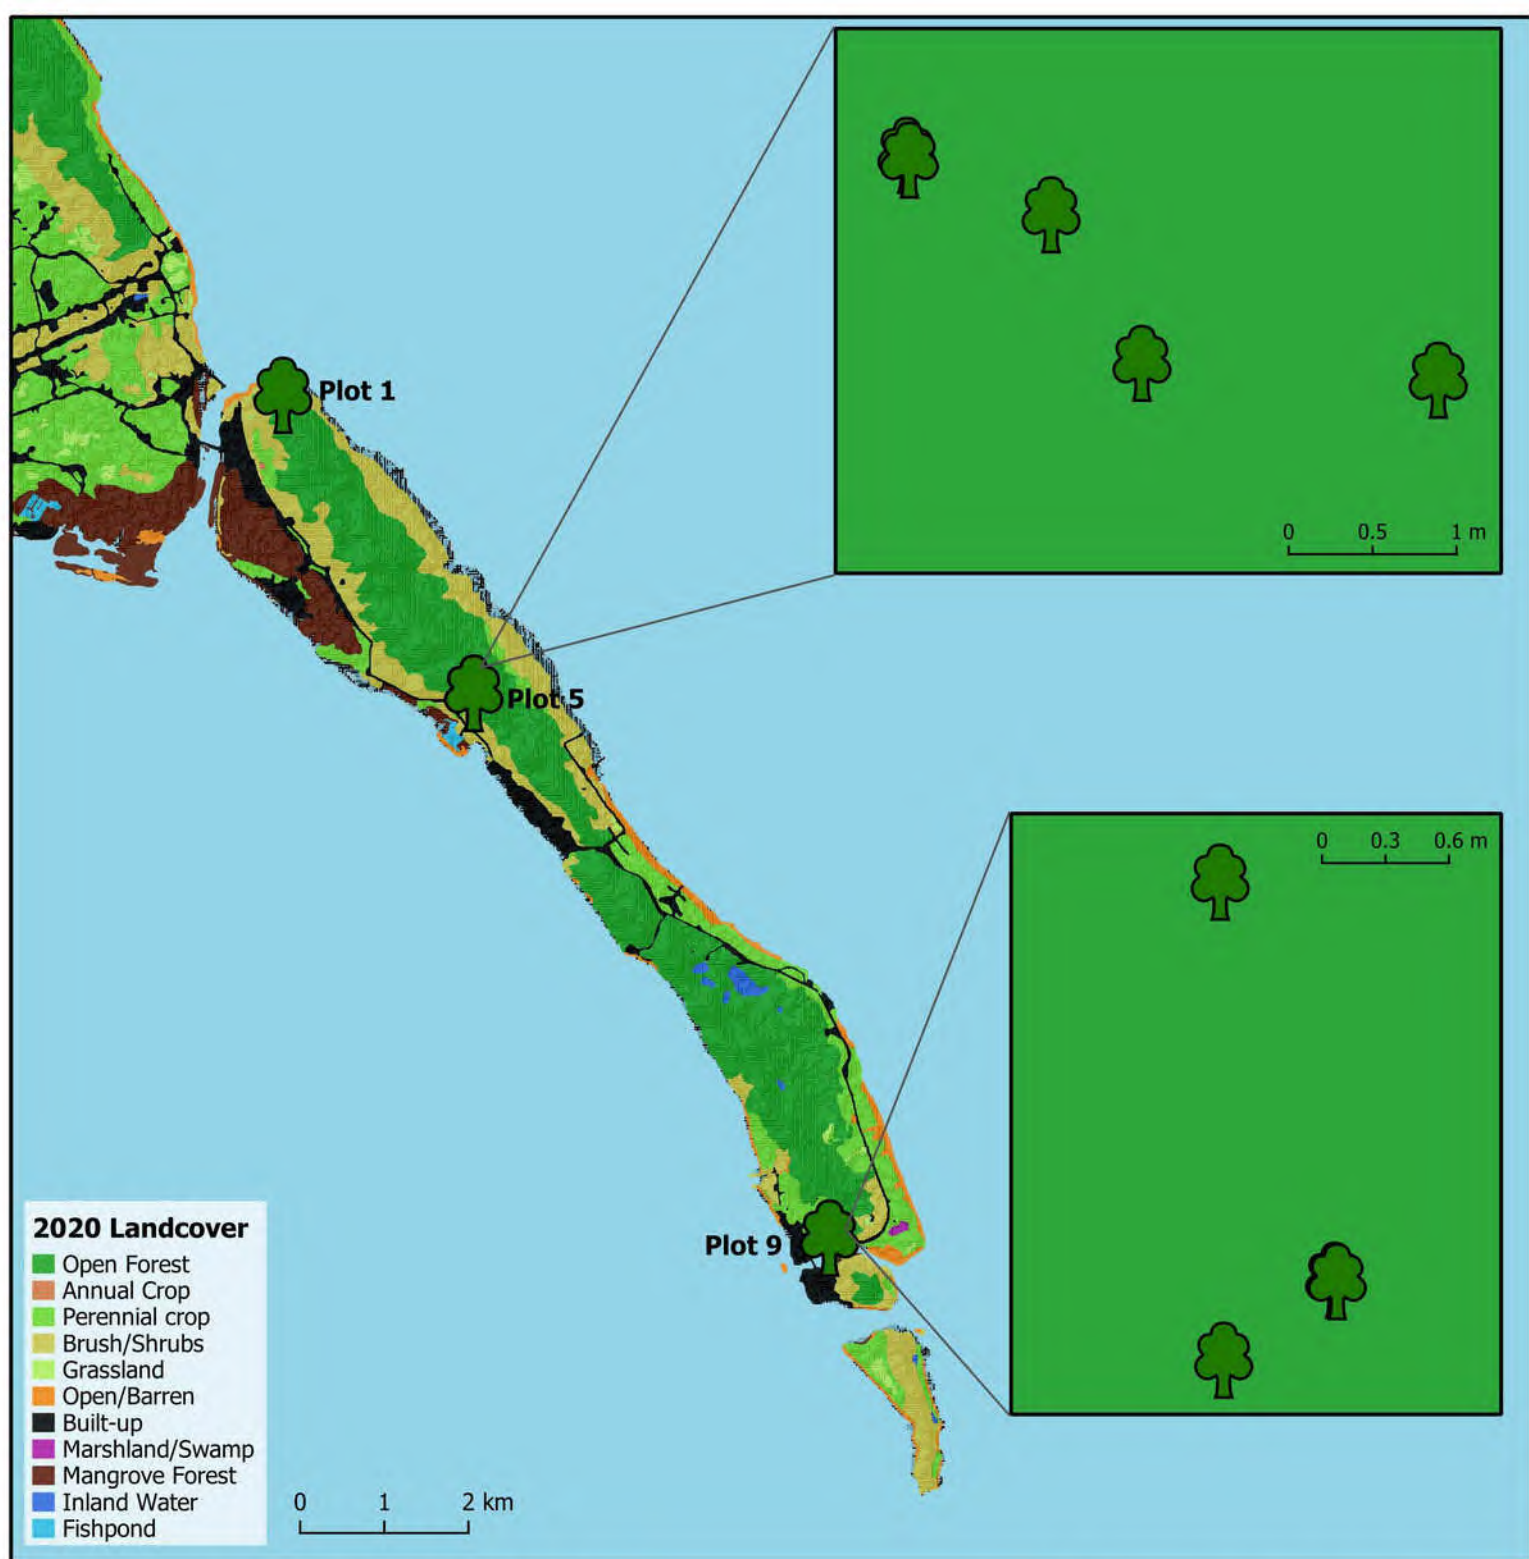 Plot 1
0 0.5 1 m
Plot 5
0 0.3 0.6 m
Plot 9
2020 Landcover
Open Forest
Annual Crop
Perennial crop
Brush/Shrubs
Grassland
Open/Barren
Built-up
Marshland/Swamp
Mangrove Forest
Inland Water
Fishpond
0 1 2 km